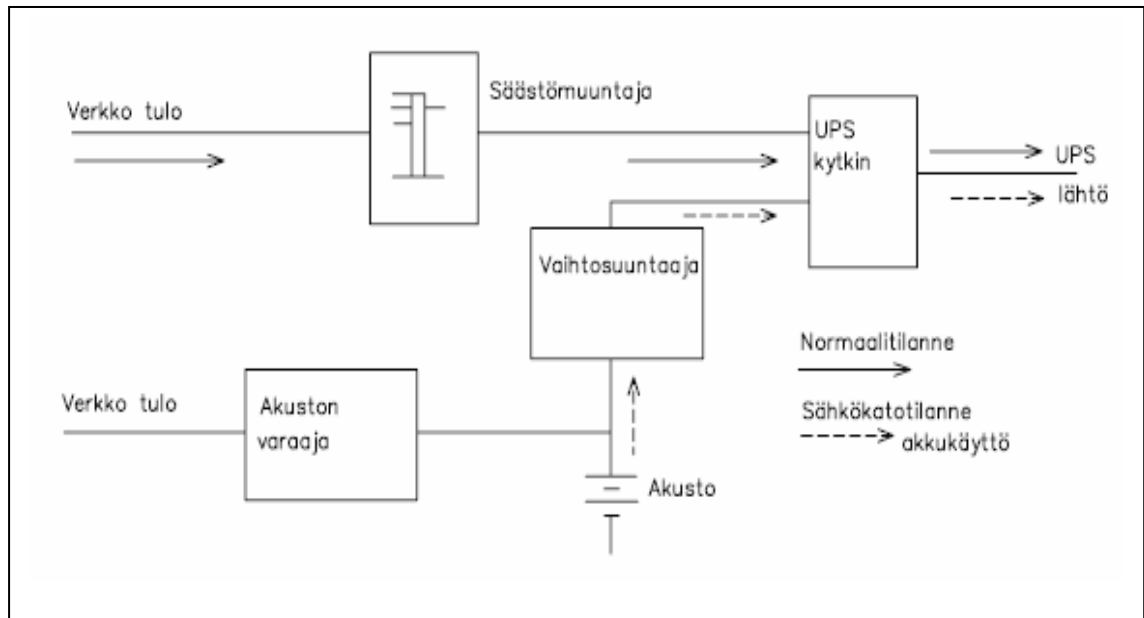 Verkko tulo
Säästömuuntaja
UPS
kytkin
UPS
lähtö
Vaihtosuuntaaja
Normaalitilanne
Verkko tulo
Akuston
varaaja
Sähkökatotilanne
akkukäyttö
Akusto